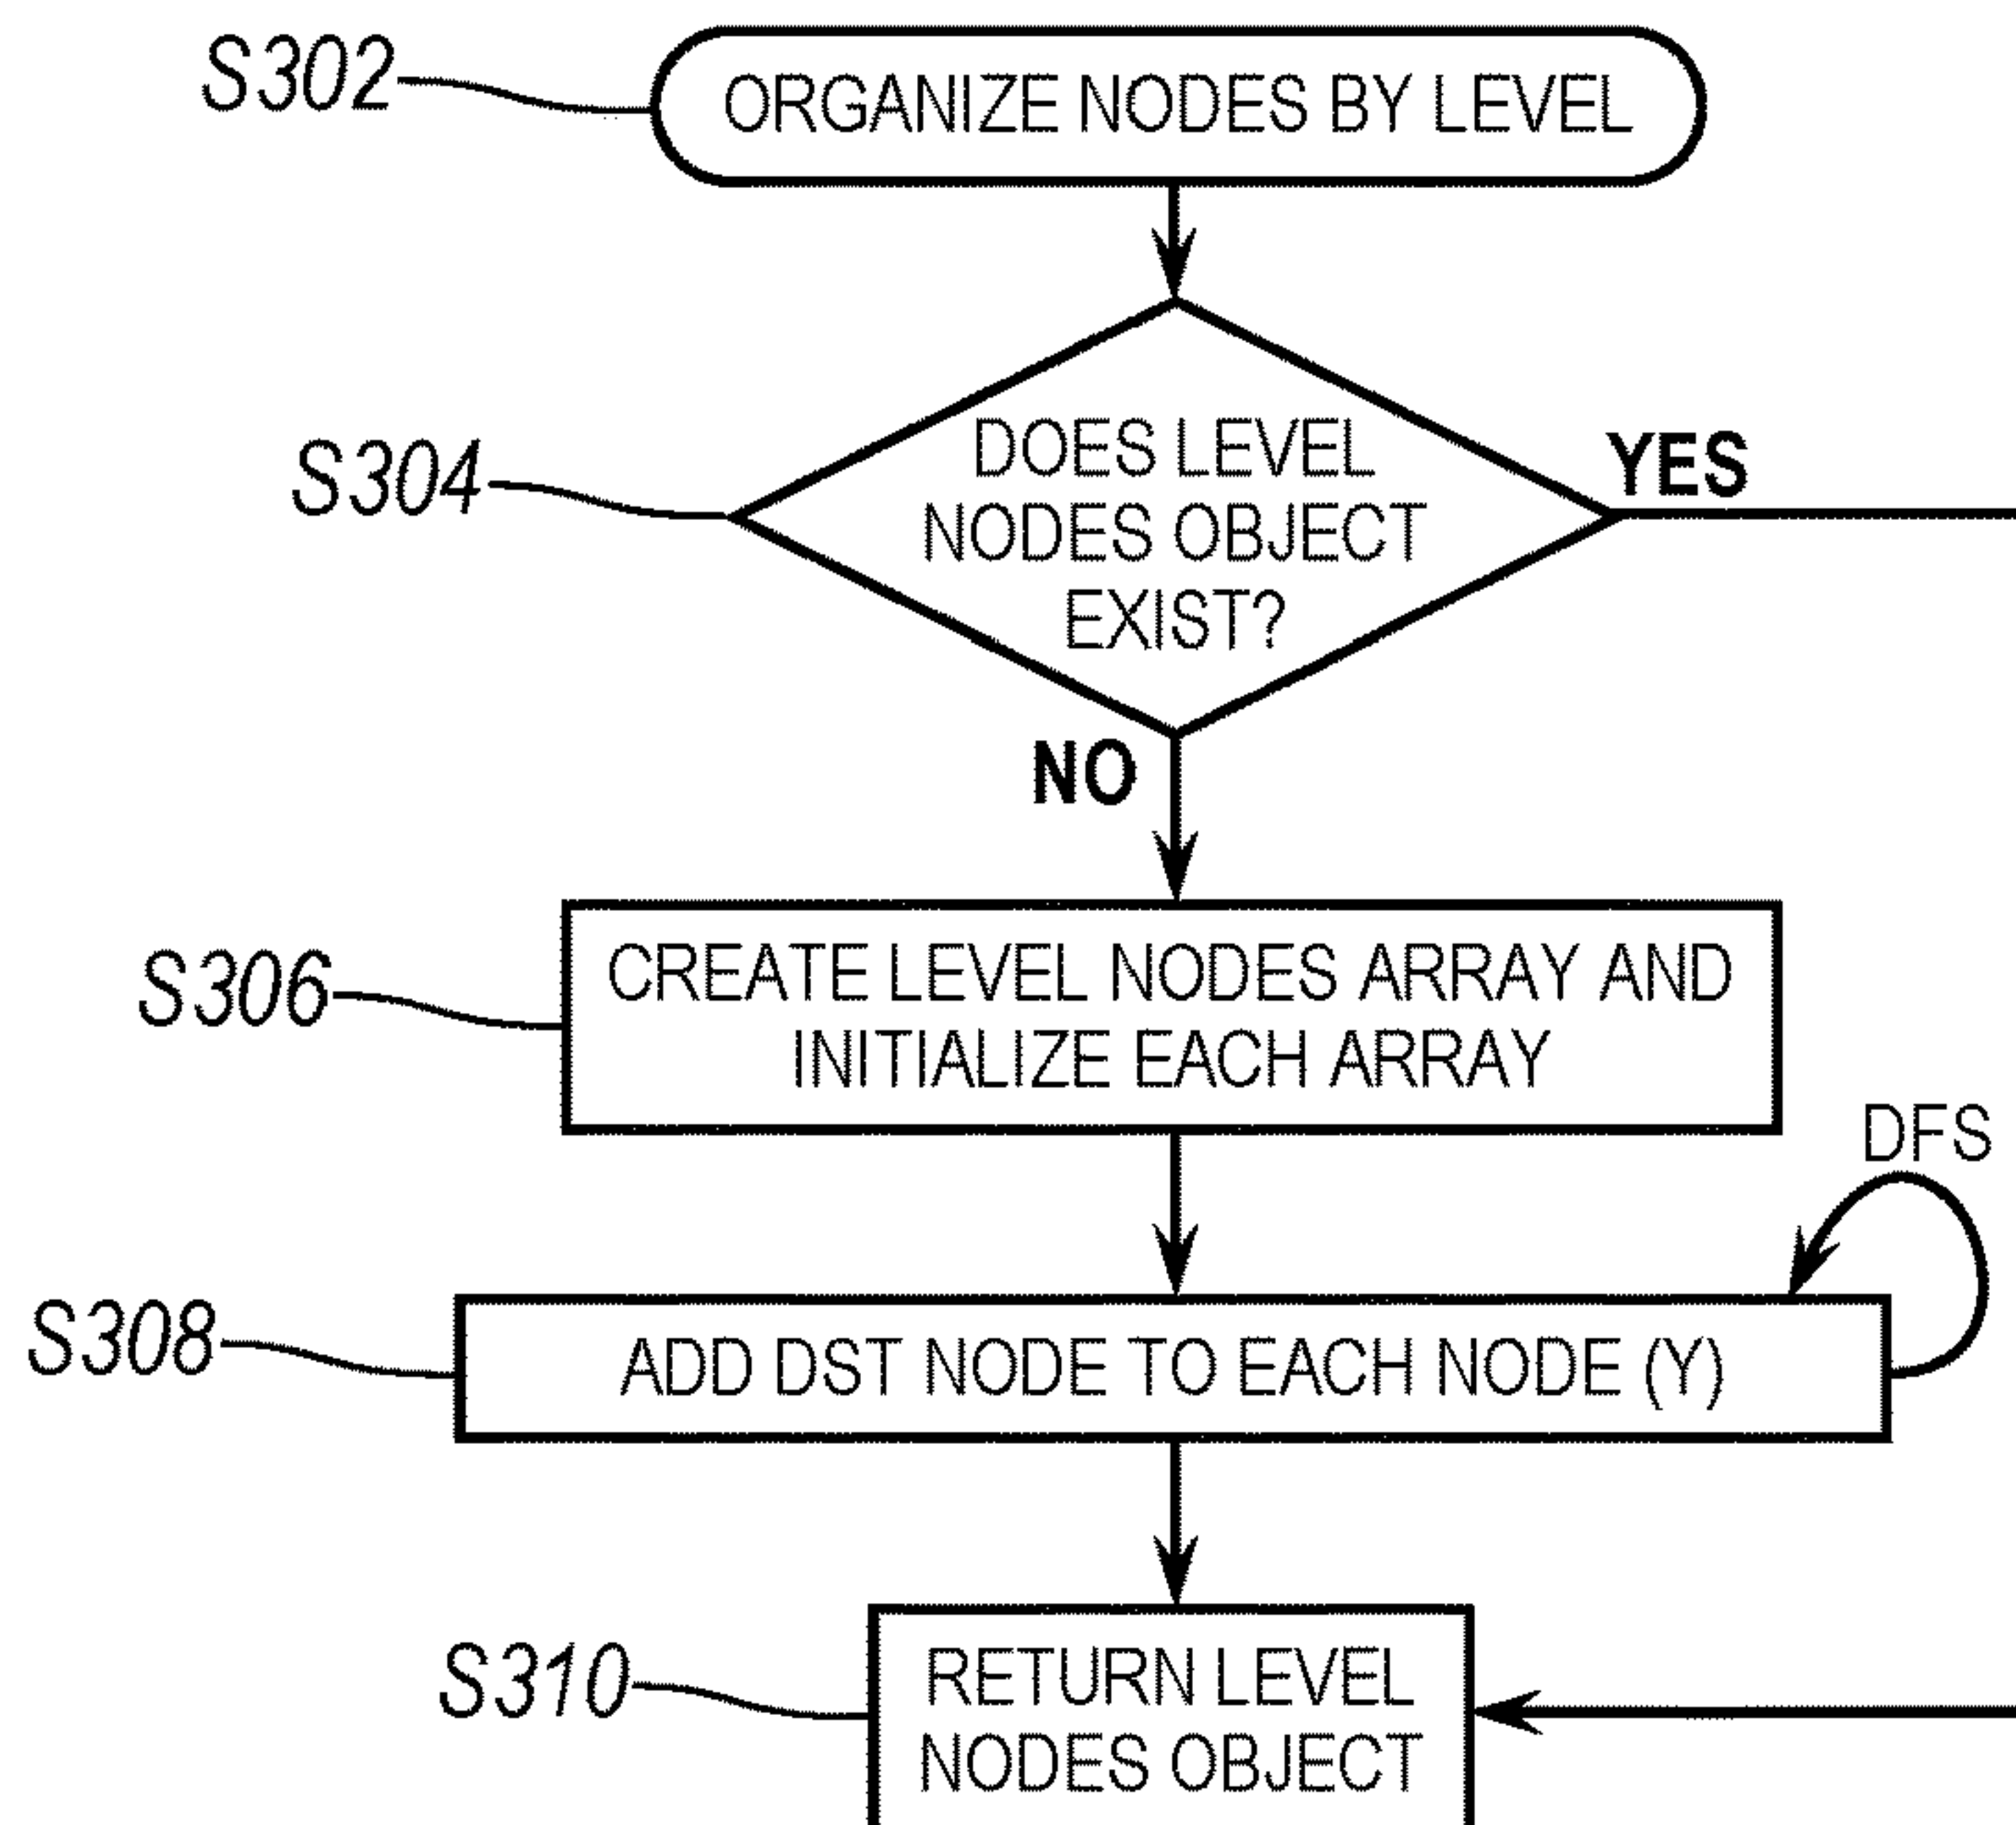 S302
ORGANIZE NODES BY LEVEL
S304
DOES LEVEL
NODES OBJECT
EXIST?
YES
NO
S306
CREATE LEVEL NODES ARRAY AND
INITIALIZE EACH ARRAY
DFS
S308
ADD DST NODE TO EACH NODE (Y)
S310
RETURN LEVEL
NODES OBJECT